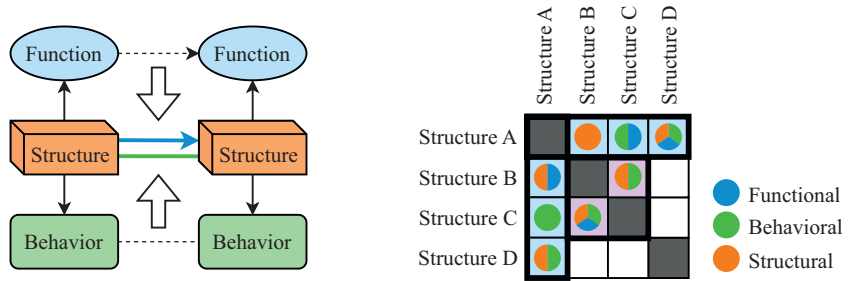 Function
Function
Structure
Structure
Behavior
Behavior
Structure A
Structure B
Structure C
Structure D
Structure A
Structure B
Structure C
Structure D
Functional
Behavioral
Structural